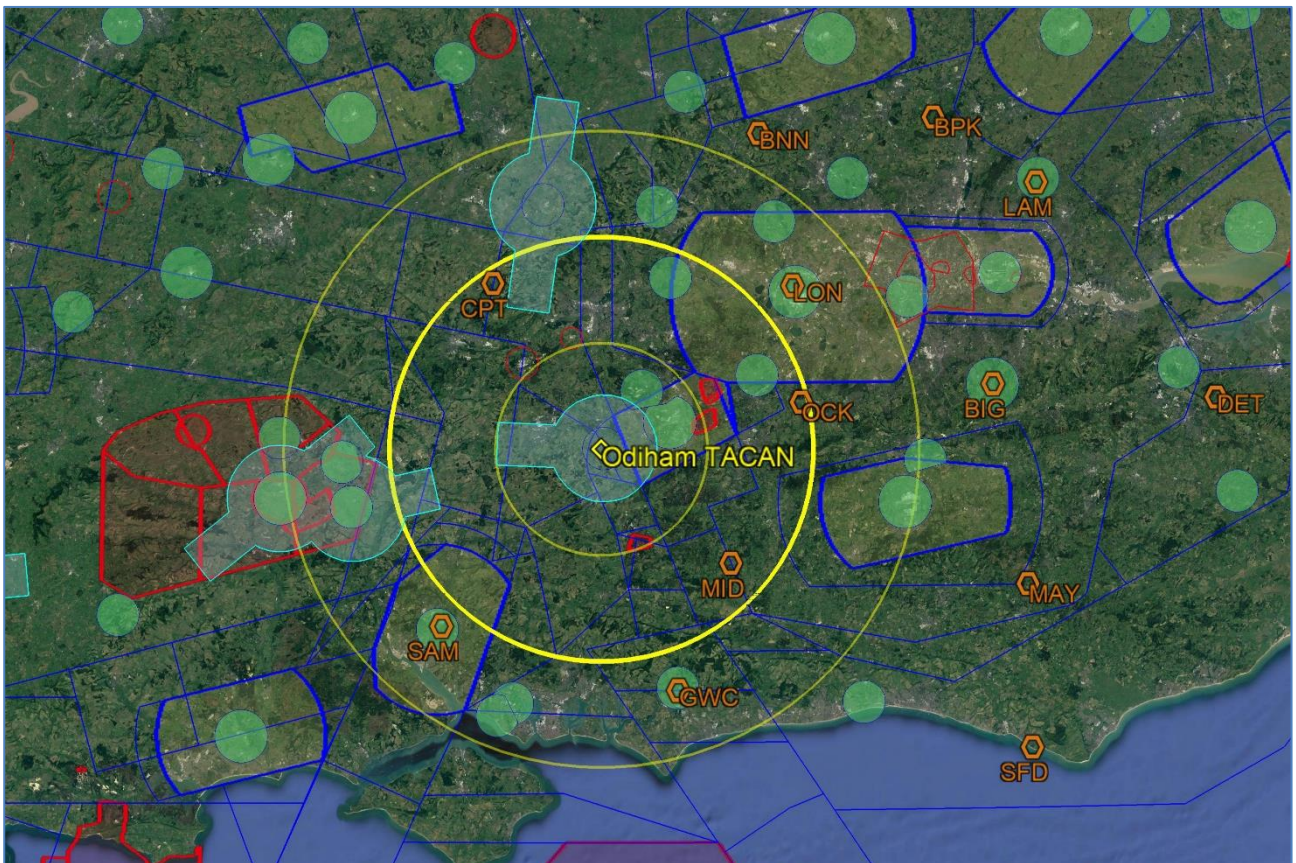 BPK
BNN
LAM
CPT
LON
OCK
BIG
DET
Odiham TACAN
MID
MAY
SAM
GWC
SFD